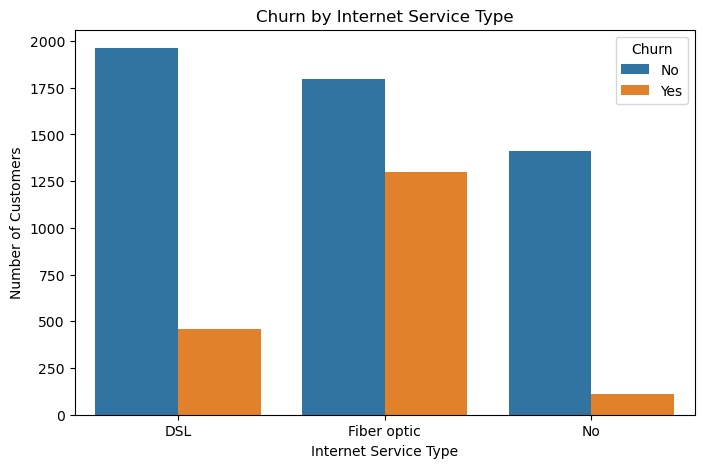 Churn by Internet Service Type
Churn
No
Yes
Number of Customers
2000
1750
1500
1250
1000
750
500
250
0
DSL
Fiber optic
No
Internet Service Type